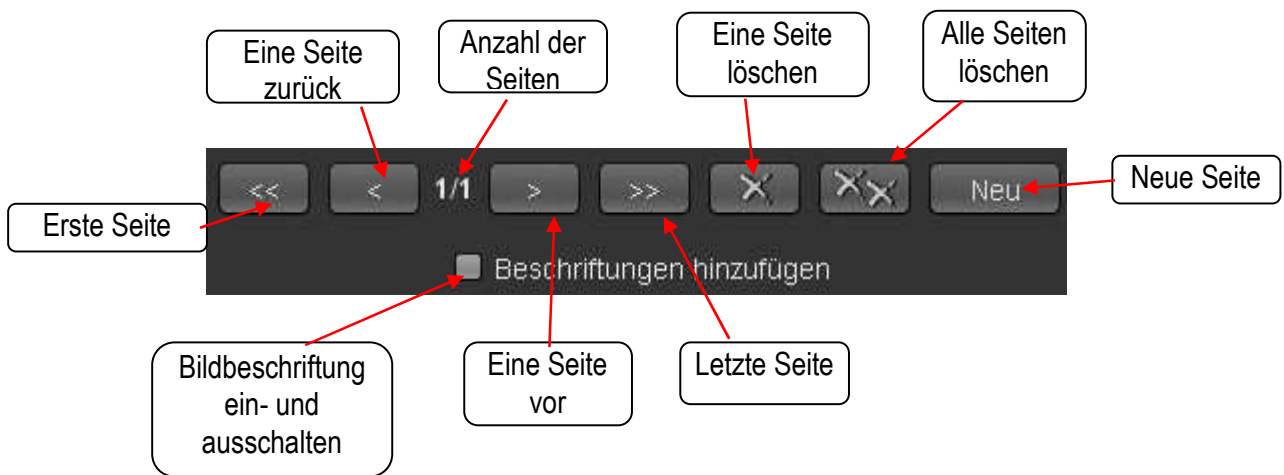 Eine Seite
zurück
Anzahl der
Seiten
Eine Seite
löschen
Alle Seiten
löschen
<< < 1/1 > >> Neu
Neue Seite
Erste Seite
Beschriftungen hinzufügen
Bildbeschriftung
ein- und
ausschalten
Eine Seite
vor
Letzte Seite